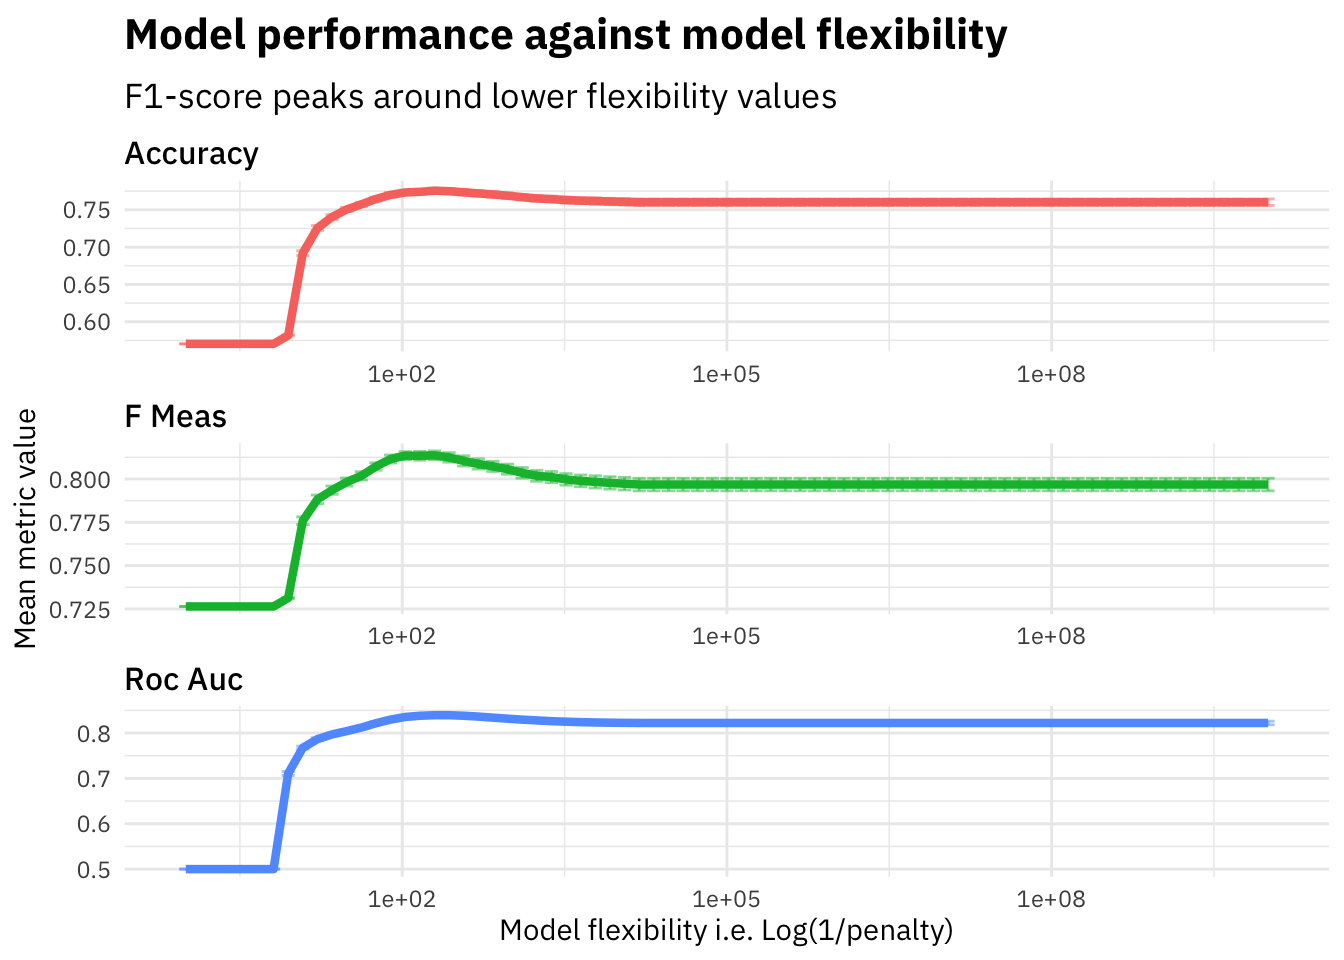 Model performance against model flexibility
F1-score peaks around lower flexibility values
Accuracy
0.75
0.70
0.65
0.60
1e+02 1e+05 1e+08
Mean metric value
F Meas
0.800
0.775
0.750
0.725
1e+02 1e+05 1e+08
Roc Auc
0.8
0.7
0.6
0.5
1e+02 1e+05 1e+08
Model flexibility i.e. Log(1/penalty)